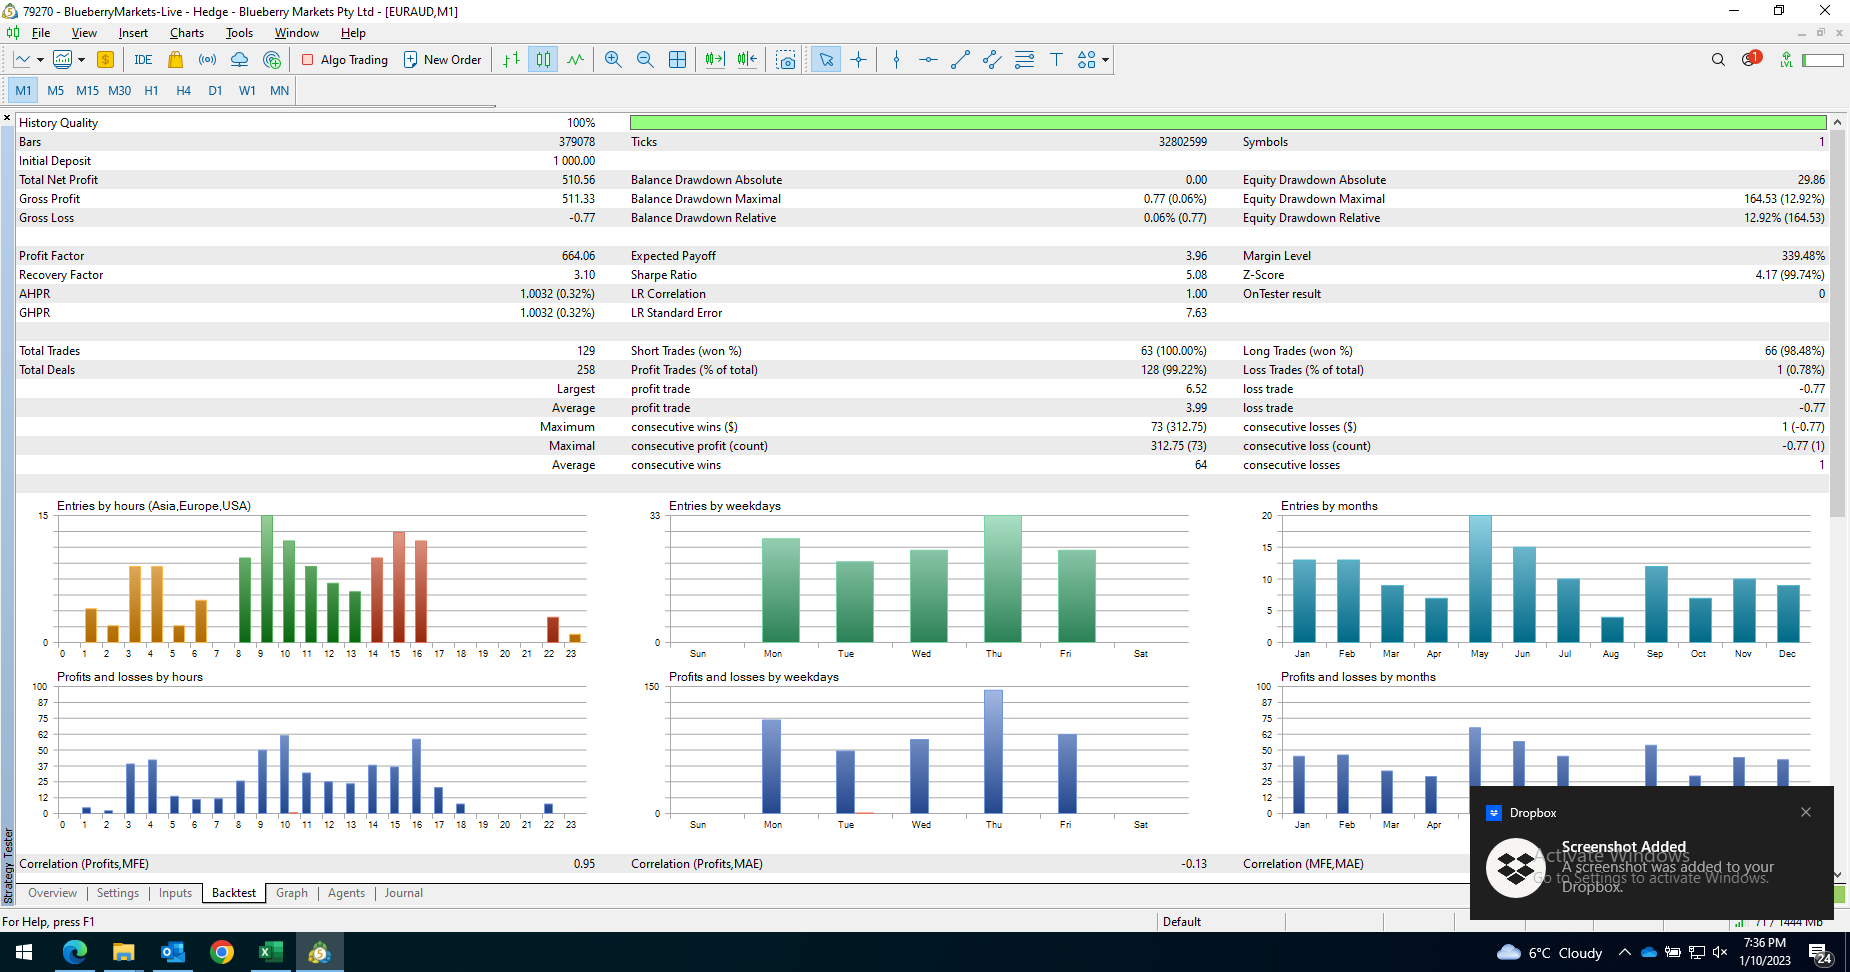 79270 - BlueberryMarkets-Live - Hedge - Blueberry Markets Pty Ltd - [EURAUD,M1]
File View Insert Charts Tools Window Help
IDE Algo Trading New Order 1 LVL
M1 M5 M15 M30 H1 H4 D1 W1 MN
History Quality 100%
Bars 379078 Ticks 32802599 Symbols 1
Initial Deposit 1 000.00
Total Net Profit 510.56 Balance Drawdown Absolute 0.00 Equity Drawdown Absolute 29.86
Gross Profit 511.33 Balance Drawdown Maximal 0.77 (0.06%) Equity Drawdown Maximal 164.53 (12.92%)
Gross Loss -0.77 Balance Drawdown Relative 0.06% (0.77) Equity Drawdown Relative 12.92% (164.53)
Profit Factor 664.06 Expected Payoff 3.96 Margin Level 339.48%
Recovery Factor 3.10 Sharpe Ratio 5.08 Z-Score 4.17 (99.74%)
AHPR 1.0032 (0.32%) LR Correlation 1.00 OnTester result 0
GHPR 1.0032 (0.32%) LR Standard Error 7.63
Total Trades 129 Short Trades (won %) 63 (100.00%) Long Trades (won %) 66 (98.48%)
Total Deals 258 Profit Trades (% of total) 128 (99.22%) Loss Trades (% of total) 1 (0.78%)
Largest profit trade 6.52 loss trade -0.77
Average profit trade 3.99 loss trade -0.77
Maximum consecutive wins ($) 73 (312.75) consecutive losses ($) 1 (-0.77)
Maximal consecutive profit (count) 312.75 (73) consecutive loss (count) -0.77 (1)
Average consecutive wins 64 consecutive losses 1
Entries by hours (Asia,Europe,USA) Entries by weekdays Entries by months
15 33 20
15
10
5
0 0 0
0 1 2 3 4 5 6 7 8 9 10 11 12 13 14 15 16 17 18 19 20 21 22 23 Sun Mon Tue Wed Thu Fri Sat Jan Feb Mar Apr May Jun Jul Aug Sep Oct Nov Dec
Profits and losses by hours Profits and losses by weekdays Profits and losses by months
100 150 100
87 87
75 75
62 62
50 50
37 37
25 25
12 12
0 0 0
0 1 2 3 4 5 6 7 8 9 10 11 12 13 14 15 16 17 18 19 20 21 22 23 Sun Mon Tue Wed Thu Fri Sat Jan Feb Mar Apr
Correlation (Profits,MFE) 0.95 Correlation (Profits,MAE) -0.13 Correlation (MFE,MAE)
Dropbox
Screenshot Added
A screenshot was added to your
Dropbox.
Activate Windows
Go to Settings to activate Windows.
Strategy Tester
Overview Settings Inputs Backtest Graph Agents Journal
For Help, press F1 Default 71 / 1444 Mb
6°C Cloudy 7:36 PM
1/10/2023
24